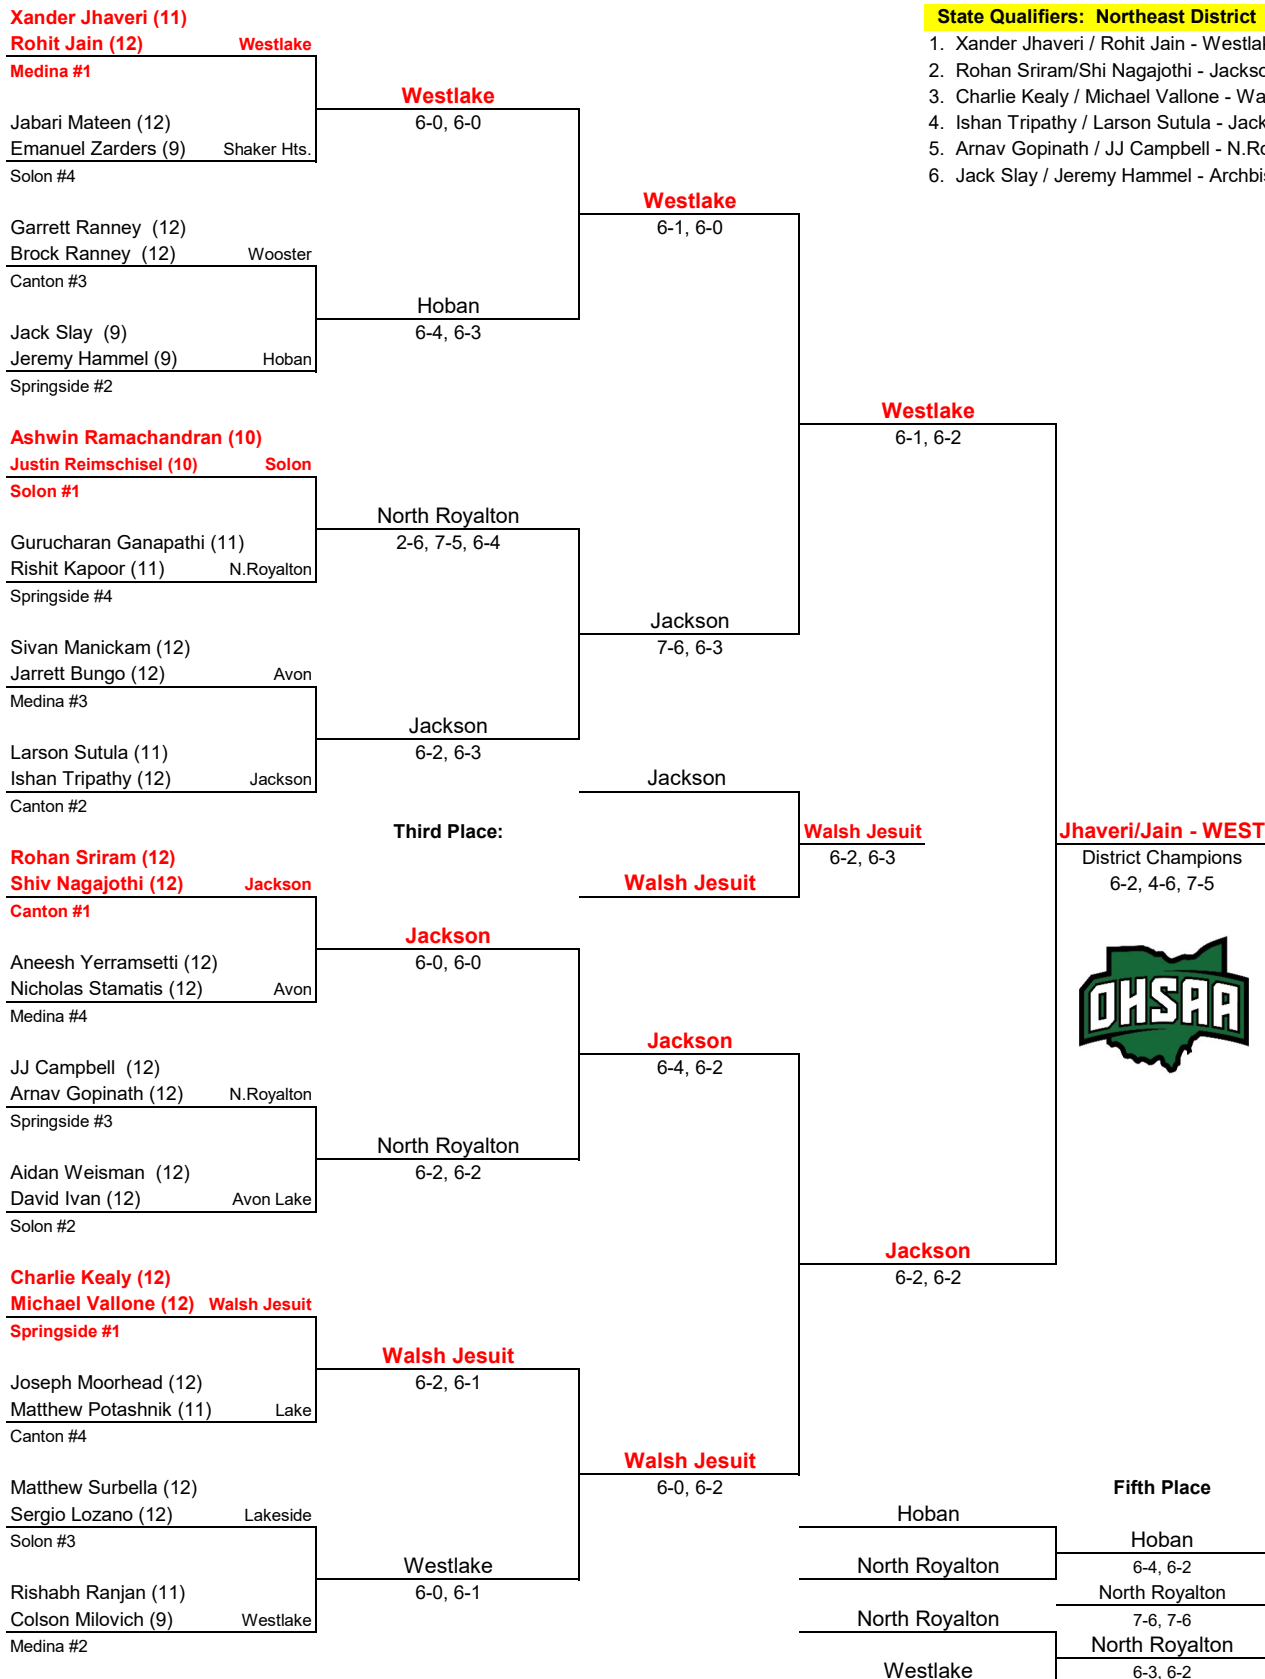 Xander Jhaveri (11)
Rohit Jain (12) Westlake
Medina #1
Westlake
6-0, 6-0
Jabari Mateen (12)
Emanuel Zarders (9) Shaker Hts.
Solon #4
Westlake
6-1, 6-0
Garrett Ranney (12)
Brock Ranney (12) Wooster
Canton #3
Hoban
6-4, 6-3
Jack Slay (9)
Jeremy Hammel (9) Hoban
Springside #2
State Qualifiers: Northeast District
1. Xander Jhaveri / Rohit Jain - Westla
2. Rohan Sriram/Shi Nagajothi - Jackso
3. Charlie Kealy / Michael Vallone - Wa
4. Ishan Tripathy / Larson Sutula - Jack
5. Arnav Gopinath / JJ Campbell - N.Ro
6. Jack Slay / Jeremy Hammel - Archbi
Westlake
6-1, 6-2
Ashwin Ramachandran (10)
Justin Reimschisel (10) Solon
Solon #1
North Royalton
2-6, 7-5, 6-4
Gurucharan Ganapathi (11)
Rishit Kapoor (11) N.Royalton
Springside #4
Jackson
7-6, 6-3
Sivan Manickam (12)
Jarrett Bungo (12) Avon
Medina #3
Jackson
6-2, 6-3
Larson Sutula (11)
Ishan Tripathy (12) Jackson
Canton #2
Jackson
Third Place:
Walsh Jesuit
6-2, 6-3
Walsh Jesuit
Jhaveri/Jain - WEST
District Champions
6-2, 4-6, 7-5
OHSAA
Rohan Sriram (12)
Shiv Nagajothi (12) Jackson
Canton #1
Jackson
6-0, 6-0
Aneesh Yerramsetti (12)
Nicholas Stamatis (12) Avon
Medina #4
Jackson
6-4, 6-2
JJ Campbell (12)
Arnav Gopinath (12) N.Royalton
Springside #3
North Royalton
6-2, 6-2
Aidan Weisman (12)
David Ivan (12) Avon Lake
Solon #2
Jackson
6-2, 6-2
Charlie Kealy (12)
Michael Vallone (12) Walsh Jesuit
Springside #1
Walsh Jesuit
6-2, 6-1
Joseph Moorhead (12)
Matthew Potashnik (11) Lake
Canton #4
Walsh Jesuit
6-0, 6-2
Matthew Surbella (12)
Sergio Lozano (12) Lakeside
Solon #3
Westlake
6-0, 6-1
Rishabh Ranjan (11)
Colson Milovich (9) Westlake
Medina #2
Fifth Place
Hoban
Hoban
6-4, 6-2
North Royalton
North Royalton
7-6, 7-6
North Royalton
North Royalton
6-3, 6-2
Westlake